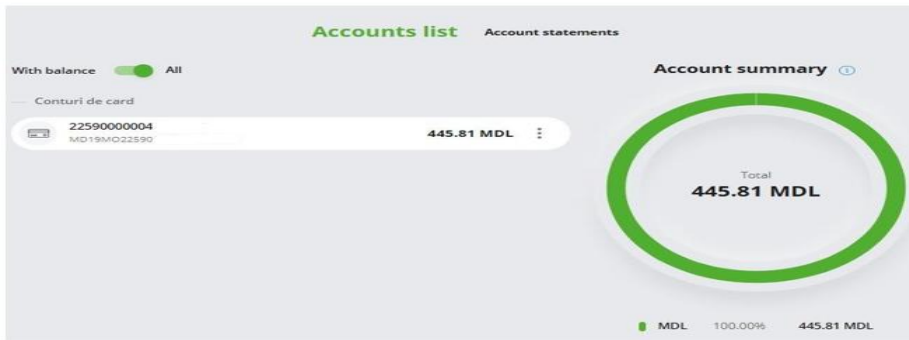 Accounts list Account statements
With balance All
Account summary
Conturi de card
22590000004
MD19MO22590
445.81 MDL
Total
445.81 MDL
MDL 100.00% 445.81 MDL